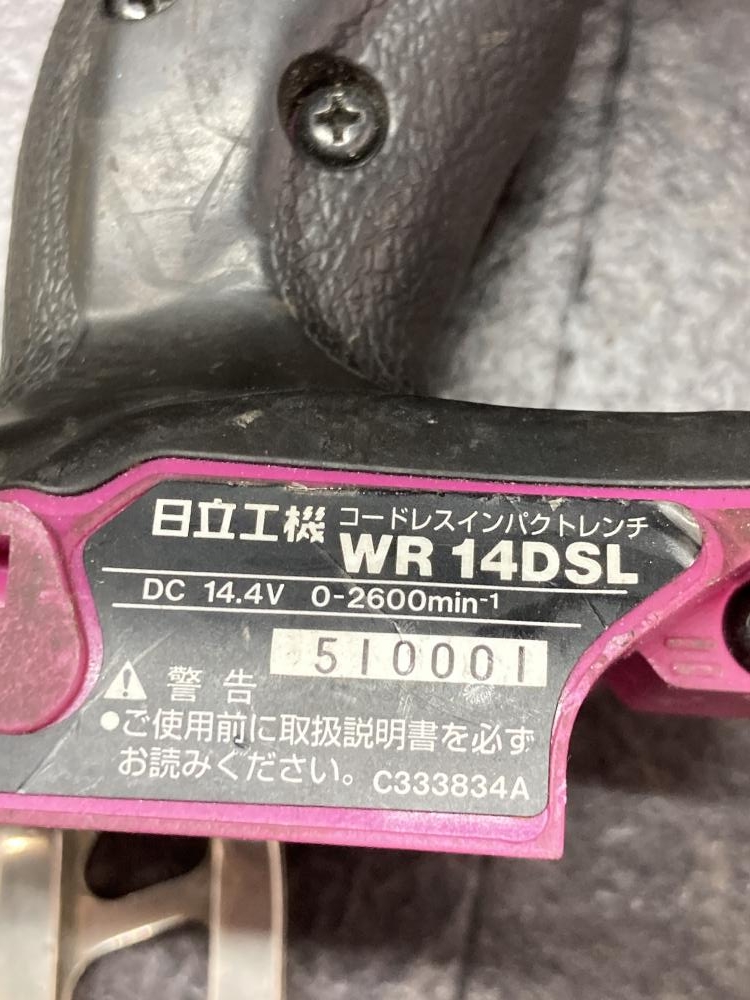 日立工機 コードレスインパクトレンチ
WR 14DSL
DC 14.4V 0-2600min-1
510001
警告
●ご使用前に取扱説明書を必ず
お読みください。 C333834A